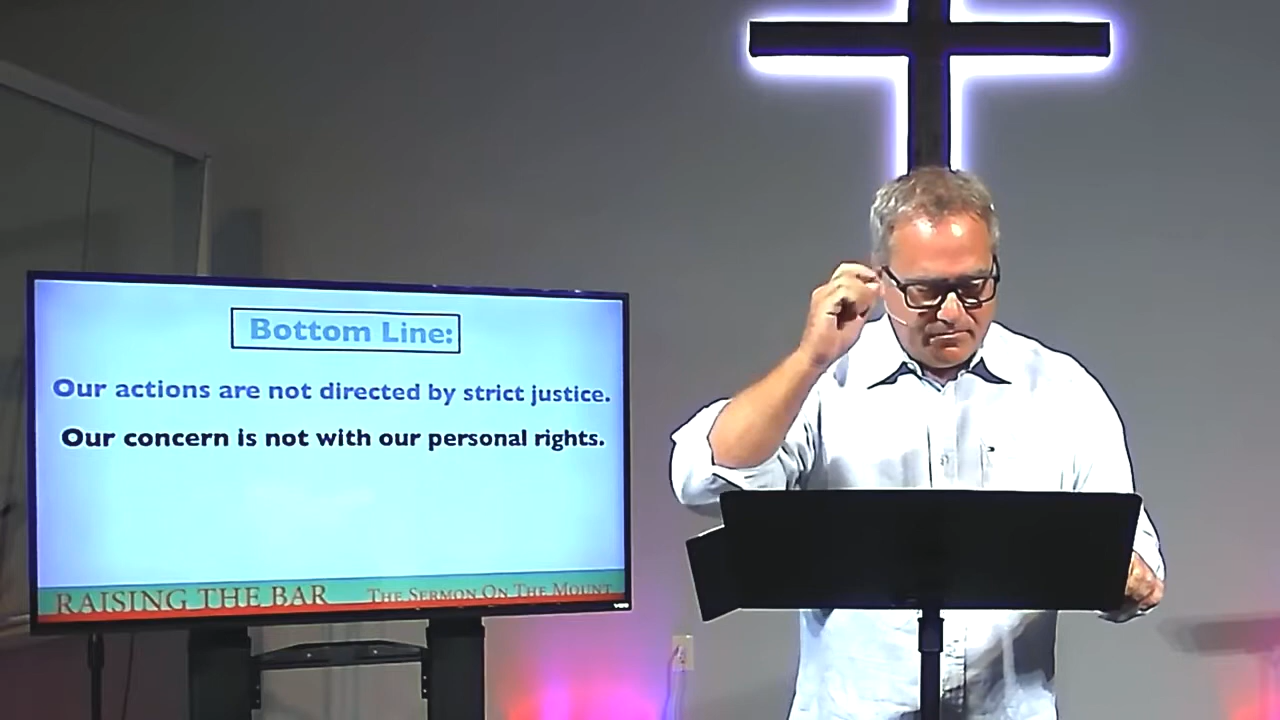 Bottom Line:
Our actions are not directed by strict justice.
Our concern is not with our personal rights.
RAISING THE BAR THE SERMON ON THE MOUNT
VIZIO